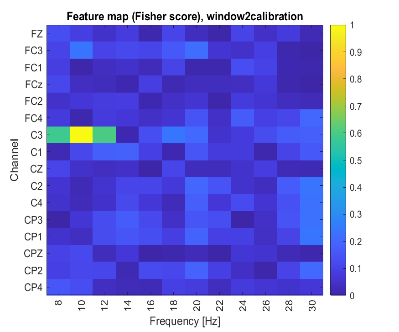 Feature map (Fisher score), window2calibration
Channel
FZ
FC3
FC1
FCz
FC2
FC4
C3
C1
CZ
C2
C4
CP3
CP1
CPZ
CP2
CP4
8 10 12 14 16 18 20 22 24 26 28 30
Frequency [Hz]
1
0.9
0.8
0.7
0.6
0.5
0.4
0.3
0.2
0.1
0